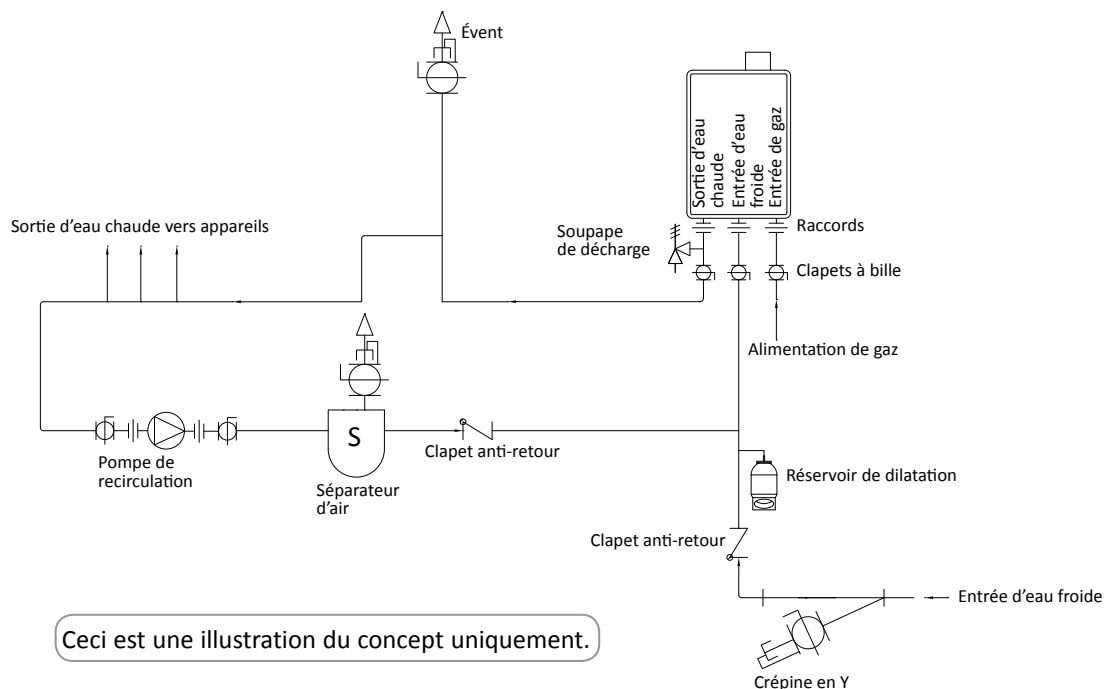 Évent
Sortie d’eau
chaude
Entrée d’eau
froide
Entrée de gaz
Sortie d’eau chaude vers appareils
Soupape
de décharge
Raccords
Clapets à bille
Alimentation de gaz
S
Clapet anti-retour
Pompe de
recirculation
Séparateur
d’air
Réservoir de dilatation
Clapet anti-retour
Entrée d’eau froide
Ceci est une illustration du concept uniquement.
Crépine en Y